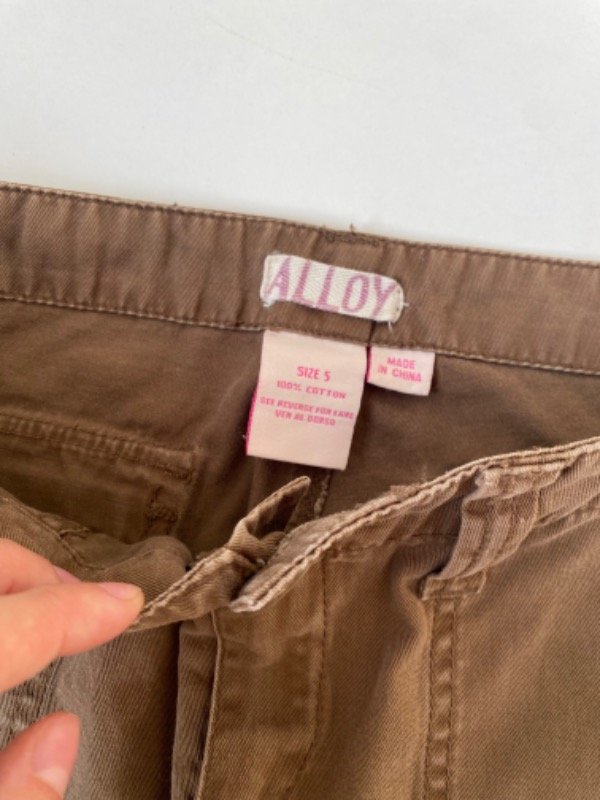 ALLOY
SIZE 5
100% COTTON
SEE REVERSE FOR CARE
VER AL DORSO
MADE
IN CHINA